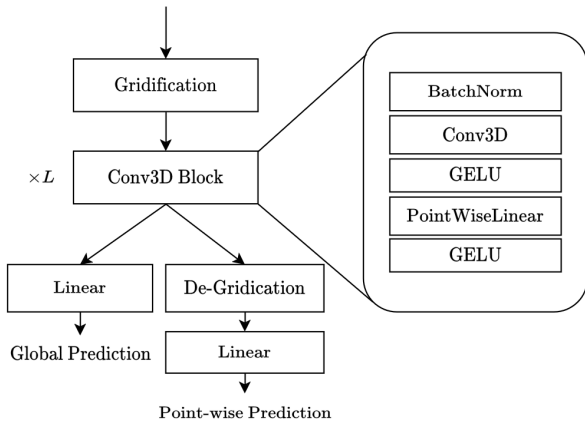 Gridification
×L
Conv3D Block
BatchNorm
Conv3D
GELU
PointWiseLinear
GELU
Linear
De-Gridication
Global Prediction
Linear
Point-wise Prediction